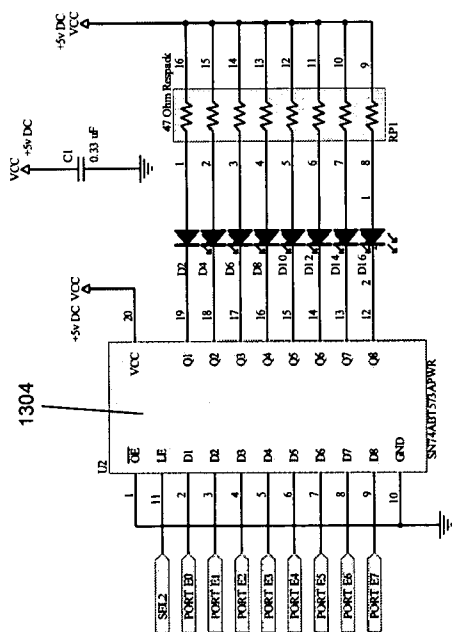 +5v DC
VCC
VCC
+5v DC
C1
0.33 uF
+5v DC VCC
1304
47 Ohm Respack
RP1
U2
SN74ABT573APWR
OE
LE
D1
D2
D3
D4
D5
D6
D7
D8
GND
VCC
Q1
Q2
Q3
Q4
Q5
Q6
Q7
Q8
1
11
2
3
4
5
6
7
8
9
10
20
19
18
17
16
15
14
13
12
2
1
SEL2
PORT E0
PORT E1
PORT E2
PORT E3
PORT E4
PORT E5
PORT E6
PORT E7
D2
D4
D6
D8
D10
D12
D14
D16
1
2
3
4
5
6
7
8
16
15
14
13
12
11
10
9